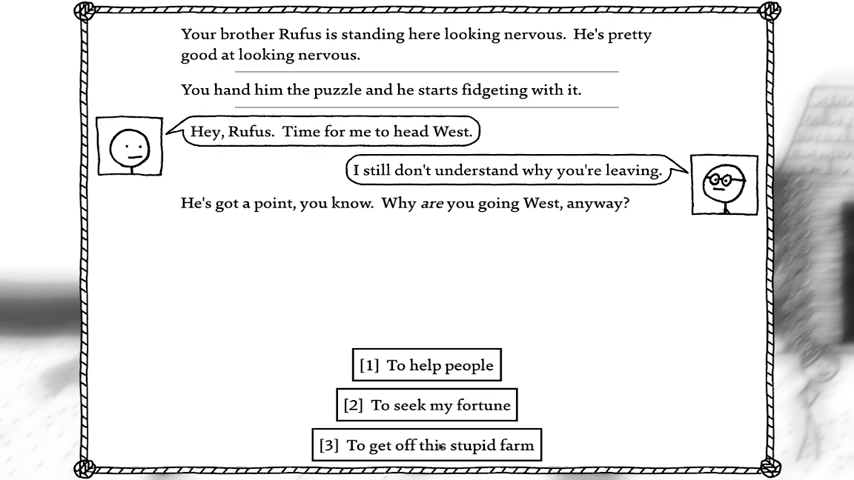 Your brother Rufus is standing here looking nervous.  He's pretty
good at looking nervous.
You hand him the puzzle and he starts fidgeting with it.
Hey, Rufus.  Time for me to head West.
I still don't understand why you're leaving.
He's got a point, you know.  Why are you going West, anyway?
[1]  To help people
[2]  To seek my fortune
[3]  To get off this stupid farm